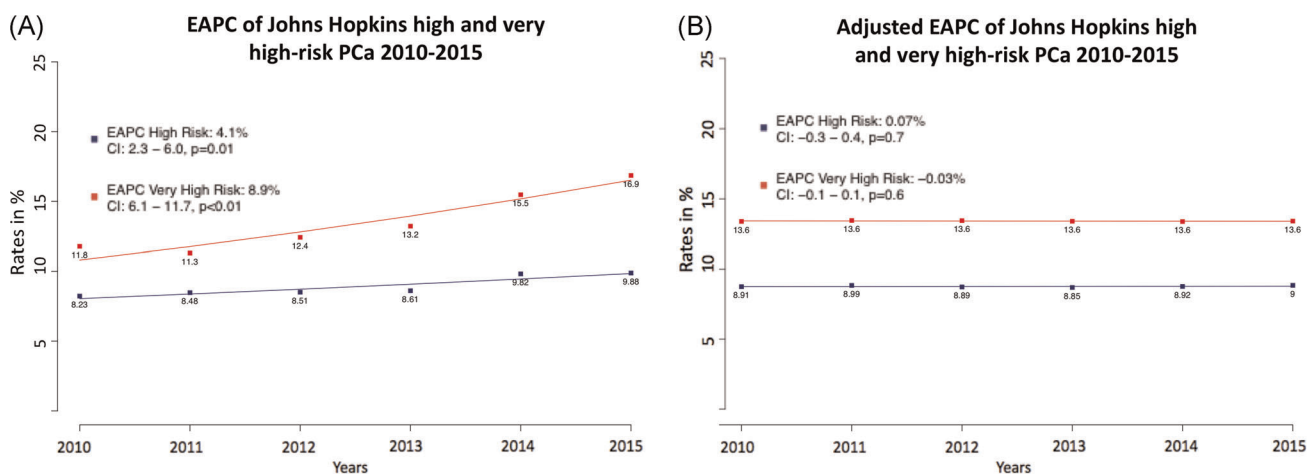 (A)
EAPC of Johns Hopkins high and very
high-risk PCa 2010-2015
25
20
15
10
5
Rates in %
EAPC High Risk: 4.1%
CI: 2.3 – 6.0, p=0.01
EAPC Very High Risk: 8.9%
CI: 6.1 – 11.7, p<0.01
11.8
11.3
12.4
13.2
15.5
16.9
8.23
8.48
8.51
8.61
9.82
9.88
2010
2011
2012
2013
2014
2015
Years
(B)
Adjusted EAPC of Johns Hopkins high
and very high-risk PCa 2010-2015
25
20
15
10
5
Rates in %
EAPC High Risk: 0.07%
CI: −0.3 – 0.4, p=0.7
EAPC Very High Risk: −0.03%
CI: −0.1 – 0.1, p=0.6
13.6
13.6
13.6
13.6
13.6
13.6
8.91
8.99
8.89
8.85
8.92
9
2010
2011
2012
2013
2014
2015
Years